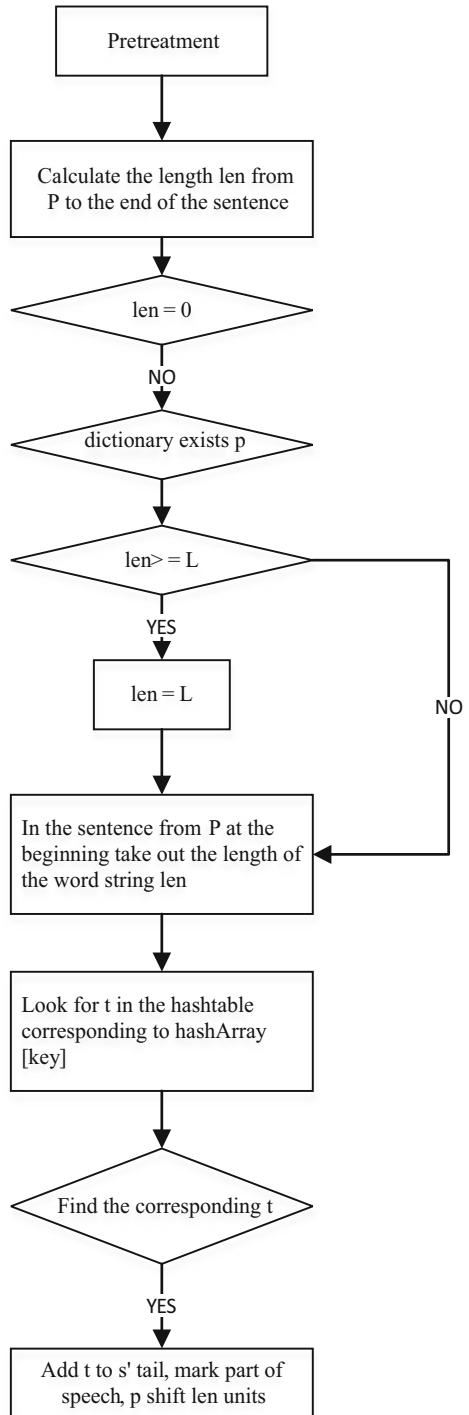 Pretreatment
Calculate the length len from
P to the end of the sentence
len = 0
NO
dictionary exists p
len> = L
YES
len = L
NO
In the sentence from P at the
beginning take out the length of
the word string len
Look for t in the hashtable
corresponding to hashArray
[key]
Find the corresponding t
YES
Add t to s' tail, mark part of
speech, p shift len units